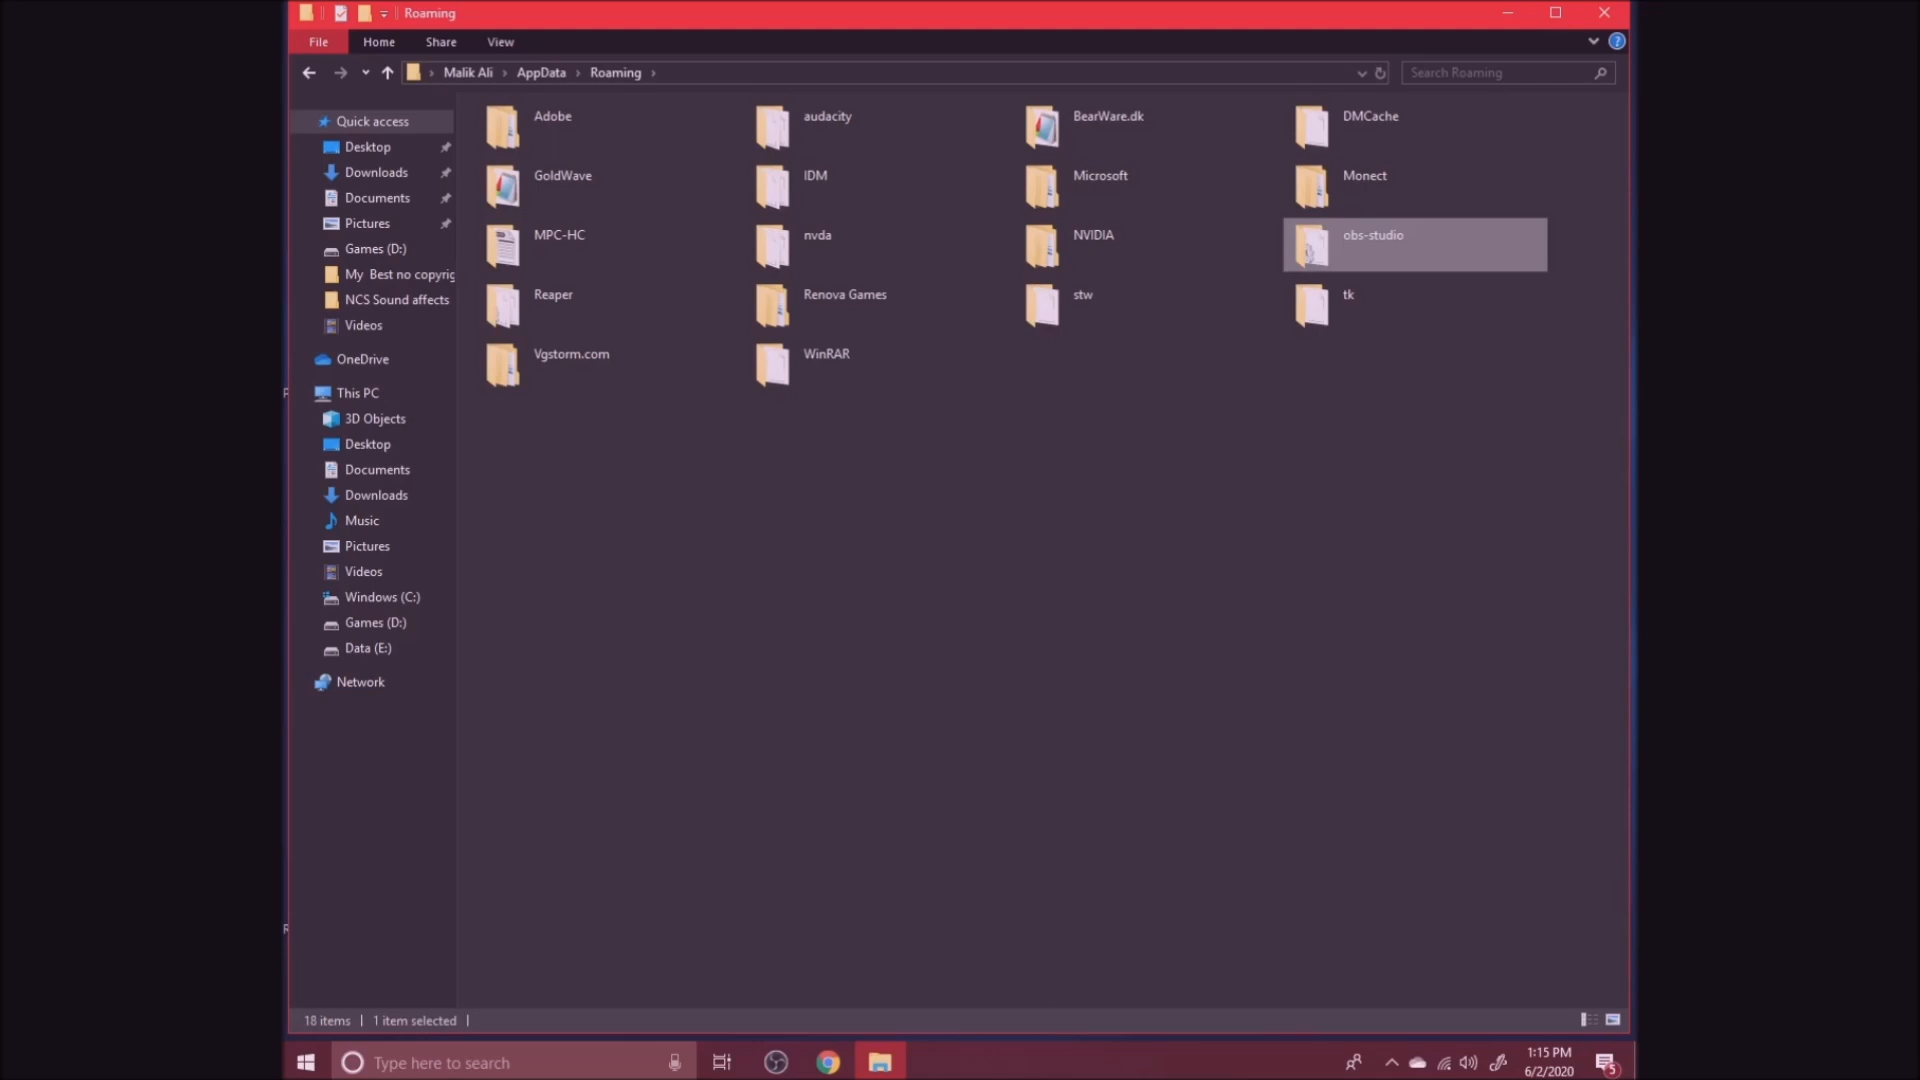 Roaming
File Home Share View
Malik Ali › AppData › Roaming ›
Search Roaming
Quick access
Desktop
Downloads
Documents
Pictures
Games (D:)
My Best no copyrig
NCS Sound affects
Videos
OneDrive
This PC
3D Objects
Desktop
Documents
Downloads
Music
Pictures
Videos
Windows (C:)
Games (D:)
Data (E:)
Network
Adobe audacity BearWare.dk DMCache
GoldWave IDM Microsoft Monect
MPC-HC nvda NVIDIA obs-studio
Reaper Renova Games stw tk
Vgstorm.com WinRAR
18 items | 1 item selected |
Type here to search
1:15 PM
6/2/2020
5